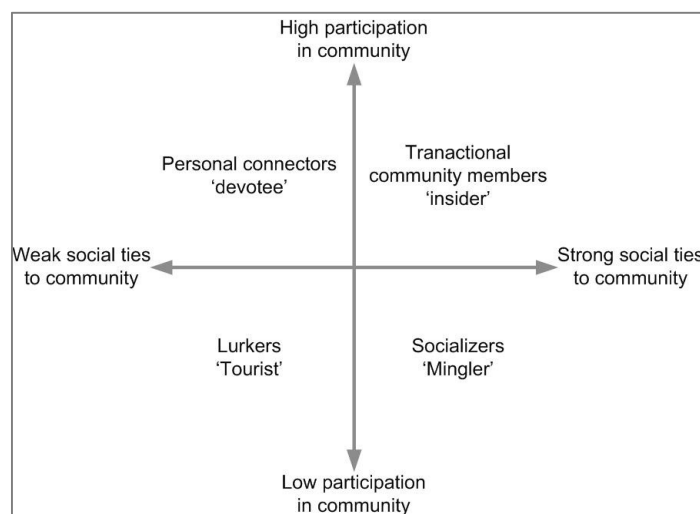 High participation
in community
Personal connectors
‘devotee’
Tranactional
community members
‘insider’
Weak social ties
to community
Strong social ties
to community
Lurkers
‘Tourist’
Socializers
‘Mingler’
Low participation
in community